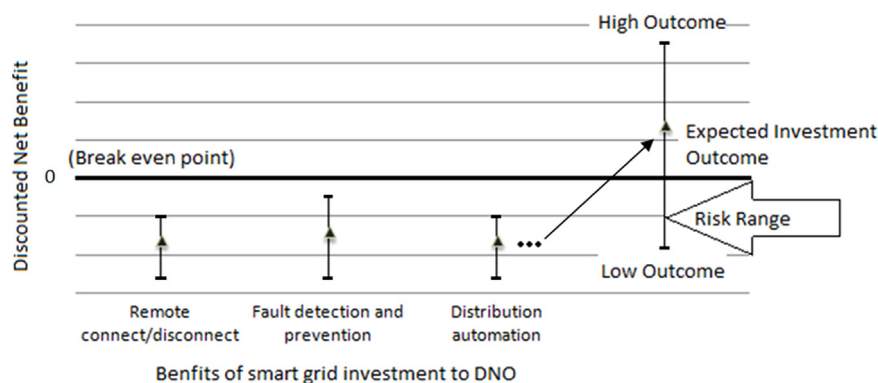 High Outcome
Discounted Net Benefit
Expected Investment
Outcome
(Break even point)
0
Risk Range
Low Outcome
Remote
connect/disconnect
Fault detection and
prevention
Distribution
automation
Benfits of smart grid investment to DNO